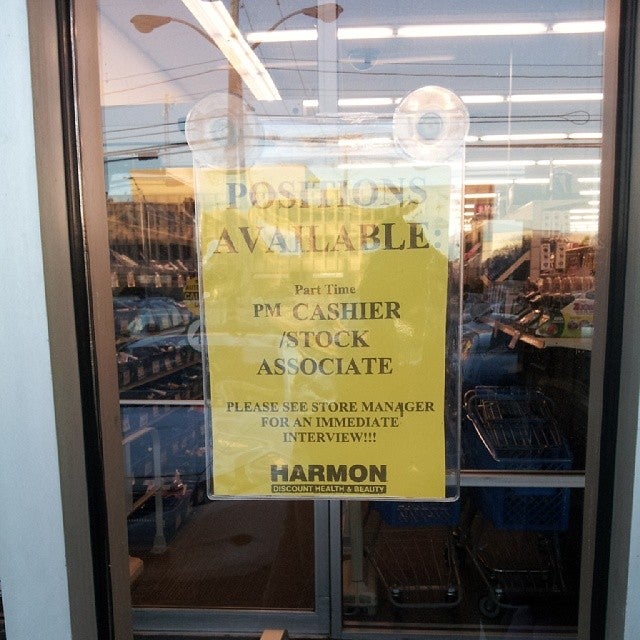 POSITIONS
AVAILABLE:
Part Time
PM CASHIER
/STOCK
ASSOCIATE
PLEASE SEE STORE MANAGER
FOR AN IMMEDIATE
INTERVIEW!!!
HARMON
DISCOUNT HEALTH & BEAUTY